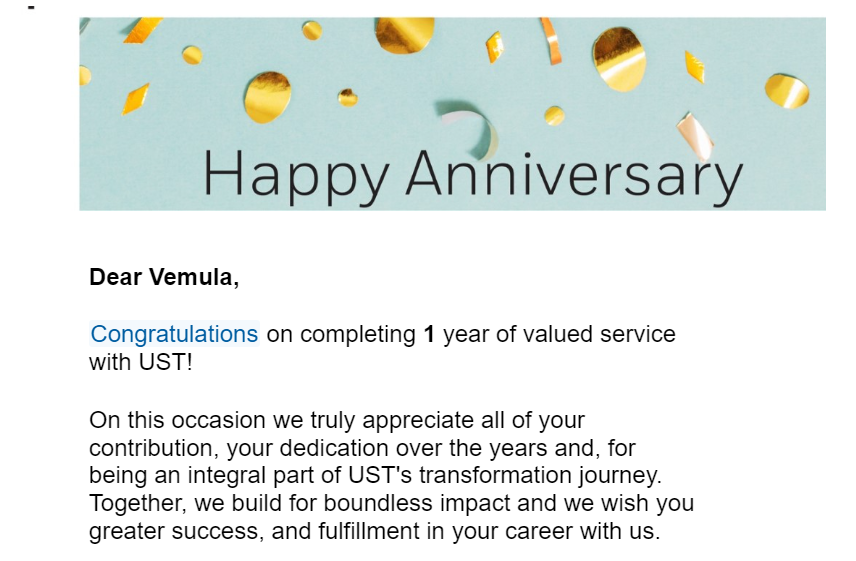 -
Happy Anniversary
Dear Vemula,
Congratulations on completing 1 year of valued service
with UST!
On this occasion we truly appreciate all of your
contribution, your dedication over the years and, for
being an integral part of UST's transformation journey.
Together, we build for boundless impact and we wish you
greater success, and fulfillment in your career with us.